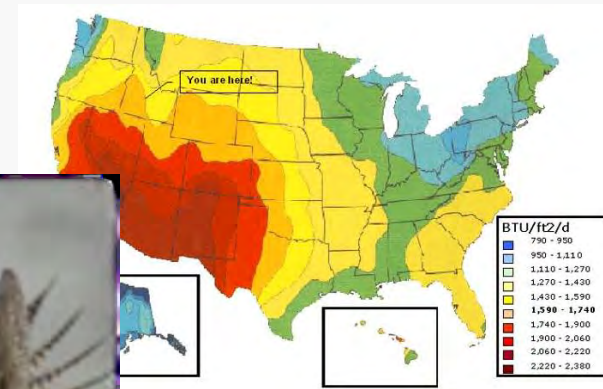 You are here!
BTU/ft2/d
790 - 950
950 - 1,110
1,110 - 1,270
1,270 - 1,430
1,430 - 1,590
1,590 - 1,740
1,740 - 1,900
1,900 - 2,060
2,060 - 2,220
2,220 - 2,380